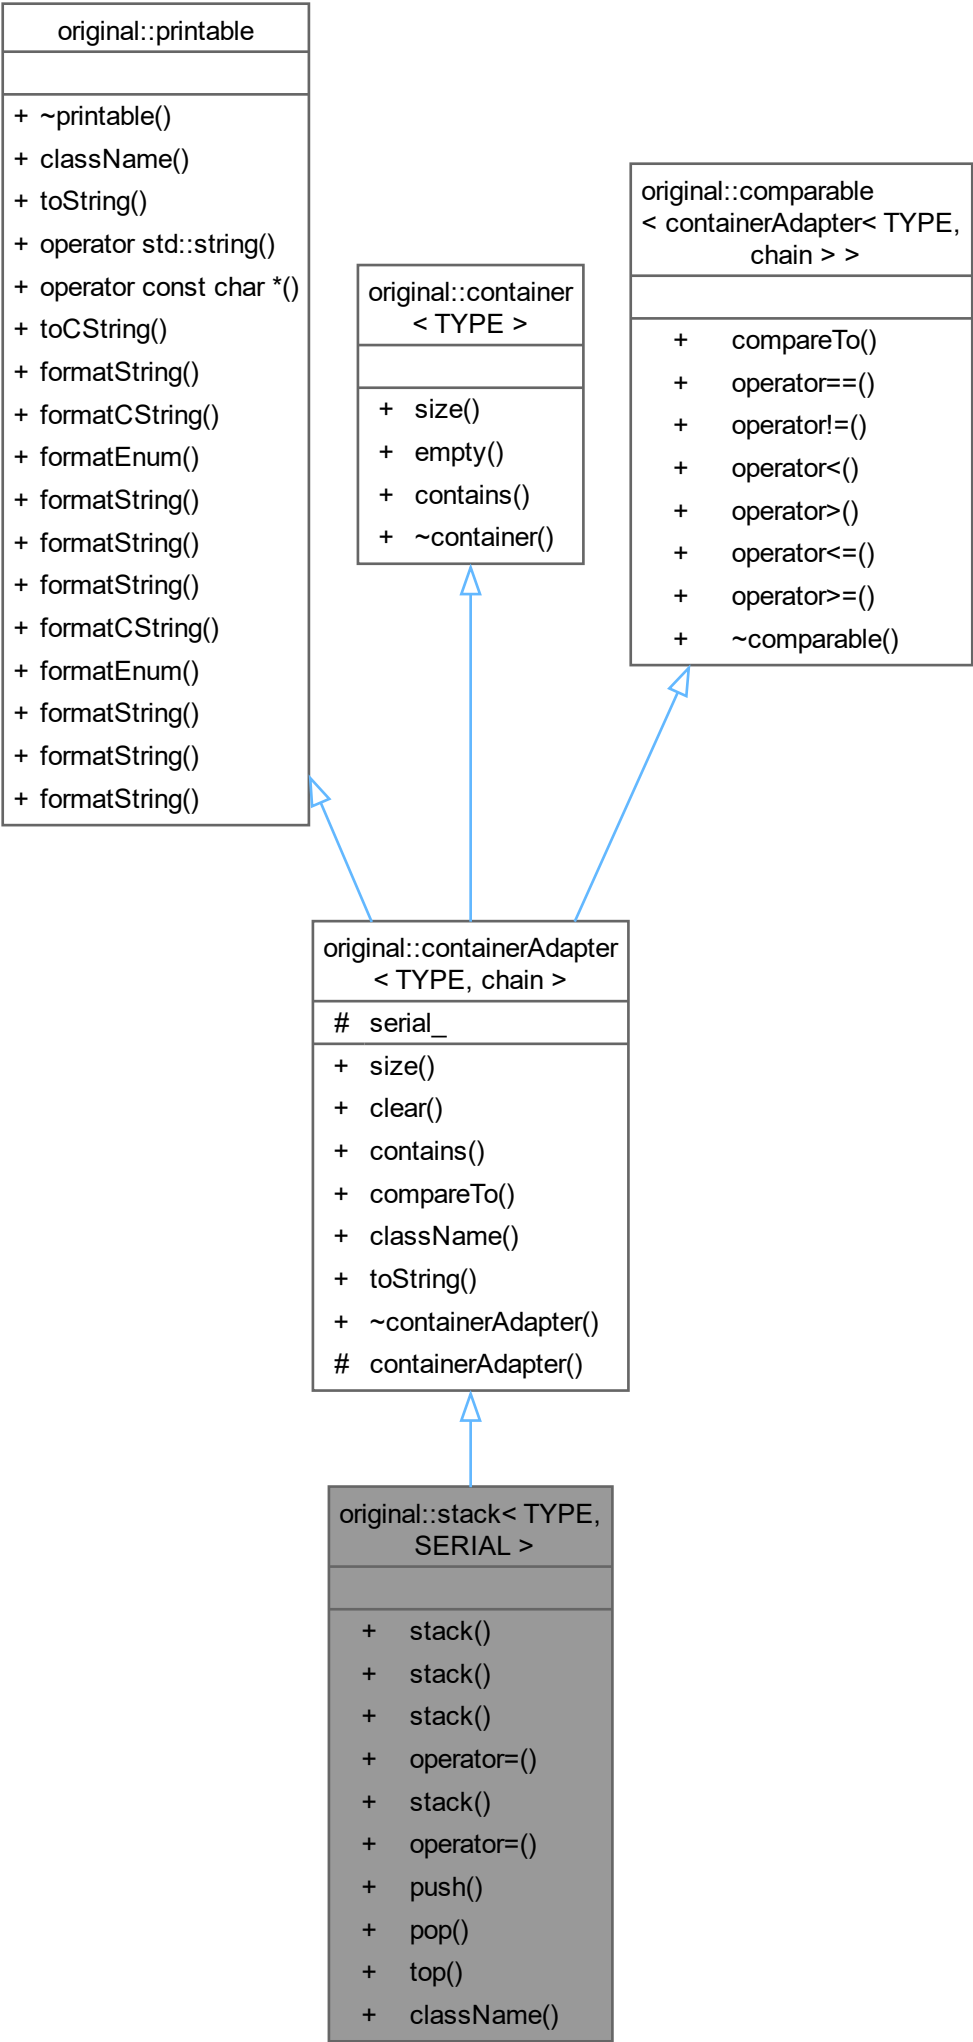 original::printable
+ ~printable()
+ className()
+ toString()
+ operator std::string()
+ operator const char *()
+ toCString()
+ formatString()
+ formatCString()
+ formatEnum()
+ formatString()
+ formatString()
+ formatString()
+ formatCString()
+ formatEnum()
+ formatString()
+ formatString()
+ formatString()
original::container
< TYPE >
+ size()
+ empty()
+ contains()
+ ~container()
original::comparable
< containerAdapter< TYPE,
chain > >
+ compareTo()
+ operator==()
+ operator!=()
+ operator<()
+ operator>()
+ operator<=()
+ operator>=()
+ ~comparable()
original::containerAdapter
< TYPE, chain >
# serial_
+ size()
+ clear()
+ contains()
+ compareTo()
+ className()
+ toString()
+ ~containerAdapter()
# containerAdapter()
original::stack< TYPE,
SERIAL >
+ stack()
+ stack()
+ stack()
+ operator=()
+ stack()
+ operator=()
+ push()
+ pop()
+ top()
+ className()